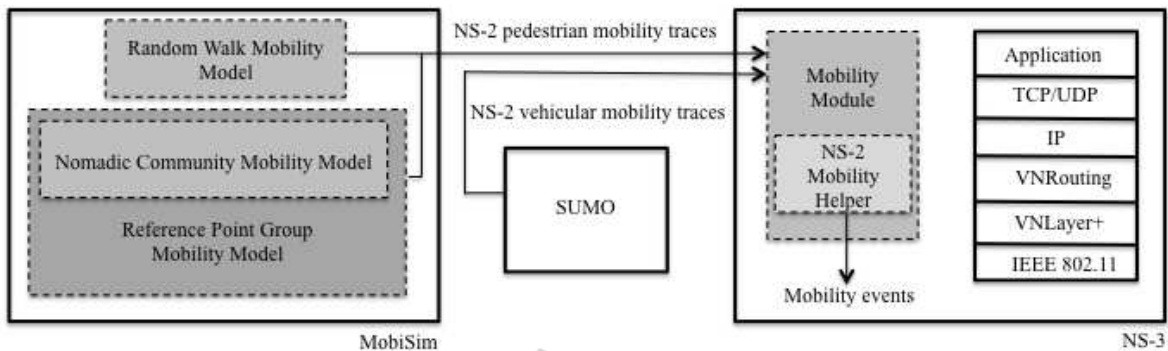 Random Walk Mobility
Model
Nomadic Community Mobility Model
Reference Point Group
Mobility Model
MobiSim
NS-2 pedestrian mobility traces
NS-2 vehicular mobility traces
SUMO
Mobility
Module
NS-2
Mobility
Helper
Mobility events
Application
TCP/UDP
IP
VNRouting
VNLayer+
IEEE 802.11
NS-3